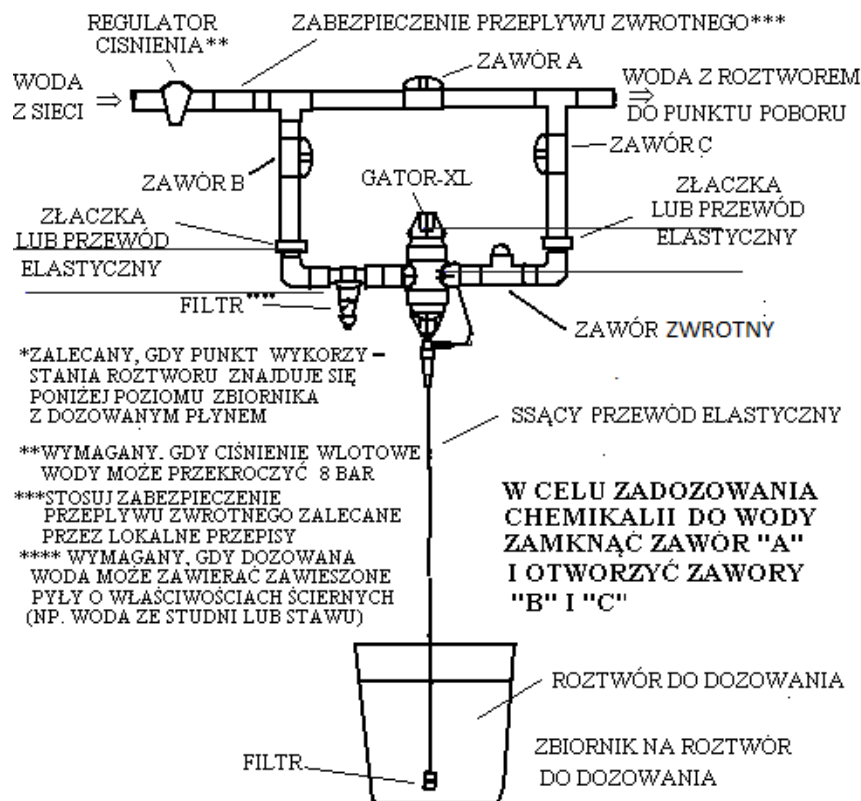 REGULATOR
CISNIENIA**
ZABEZPIECZENIE PRZEPLYWU ZWROTNEGO***
ZAWÓR A
WODA
Z SIECI ⇒
⇒
WODA Z ROZTWOREM
DO PUNKTU POBORU
ZAWÓR B
GATOR-XL
ZAWÓR C
ZŁACZKA
LUB PRZEWÓD
ELASTYCZNY
ZŁACZKA
LUB PRZEWÓD
ELASTYCZNY
FILTR****
ZAWÓR ZWROTNY
*ZALECANY, GDY PUNKT WYKORZY –
STANIA ROZTWORU ZNAJDUJE SIĘ
PONIŻEJ POZIOMU ZBIORNIKA
Z DOZOWANYM PŁYNEM
SSĄCY PRZEWÓD ELASTYCZNY
**WYMAGANY. GDY CIŚNIENIE WLOTOWE
WODY MOŻE PRZEKROCZYĆ 8 BAR
***STOSUJ ZABEZPIECZENIE
PRZEPLYWU ZWROTNEGO ZALECANE
PRZEZ LOKALNE PRZEPISY
**** WYMAGANY, GDY DOZOWANA
WODA MOŻE ZAWIERAĆ ZAWIESZONE
PYŁY O WŁAŚCIWOŚCIACH ŚCIERNYCH
(NP. WODA ZE STUDNI LUB STAWU)
W CELU ZADOZOWANIA
CHEMIKALII DO WODY
ZAMKNĄĆ ZAWÓR "A"
I OTWORZYĆ ZAWORY
"B" I "C"
ROZTWÓR DO DOZOWANIA
FILTR
ZBIORNIK NA ROZTWÓR
DO DOZOWANIA